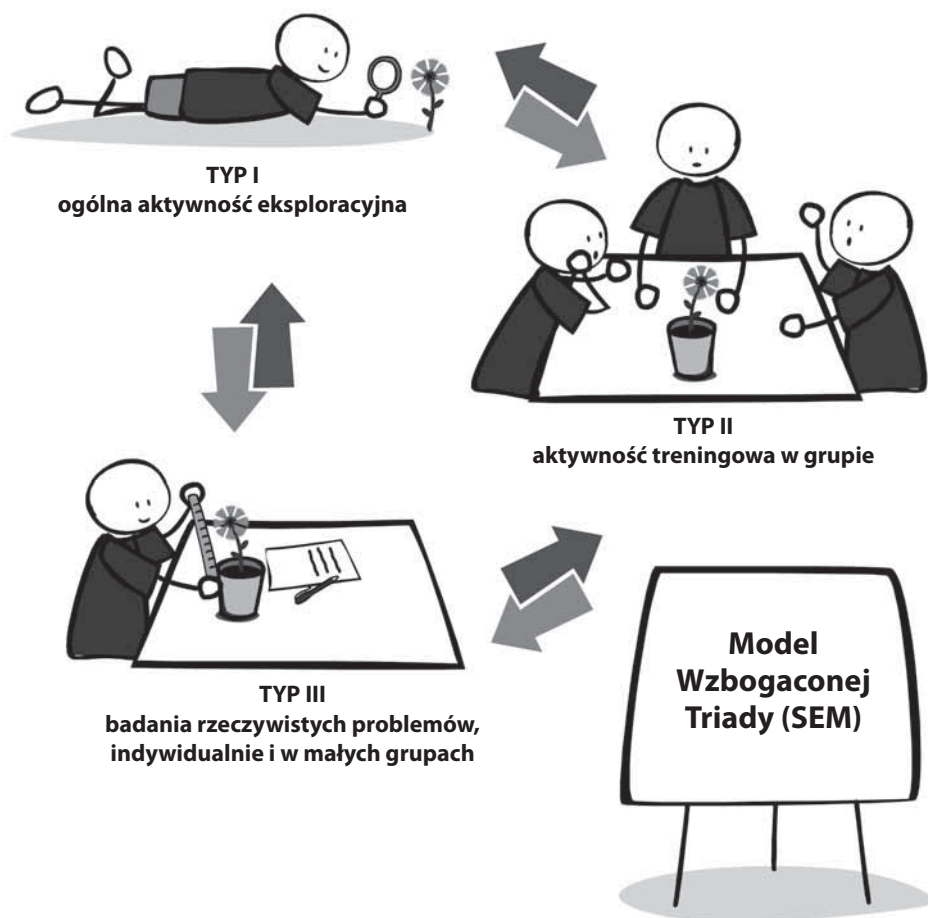 TYP I
ogólna aktywność eksploracyjna
TYP II
aktywność treningowa w grupie
TYP III
badania rzeczywistych problemów,
indywidualnie i w małych grupach
Model
Wzbogaconej
Triady (SEM)